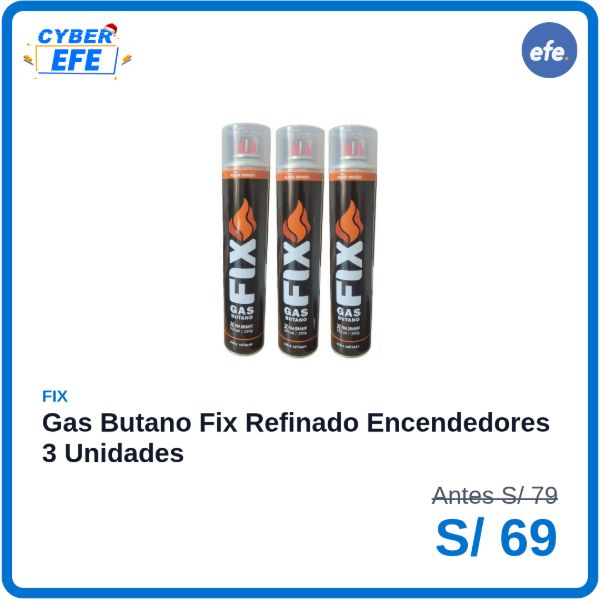 CYBER
EFE
efe.
FIX
GAS
BUTANO
FIX
GAS
BUTANO
FIX
GAS
BUTANO
FIX
Gas Butano Fix Refinado Encendedores
3 Unidades
Antes S/ 79
S/ 69